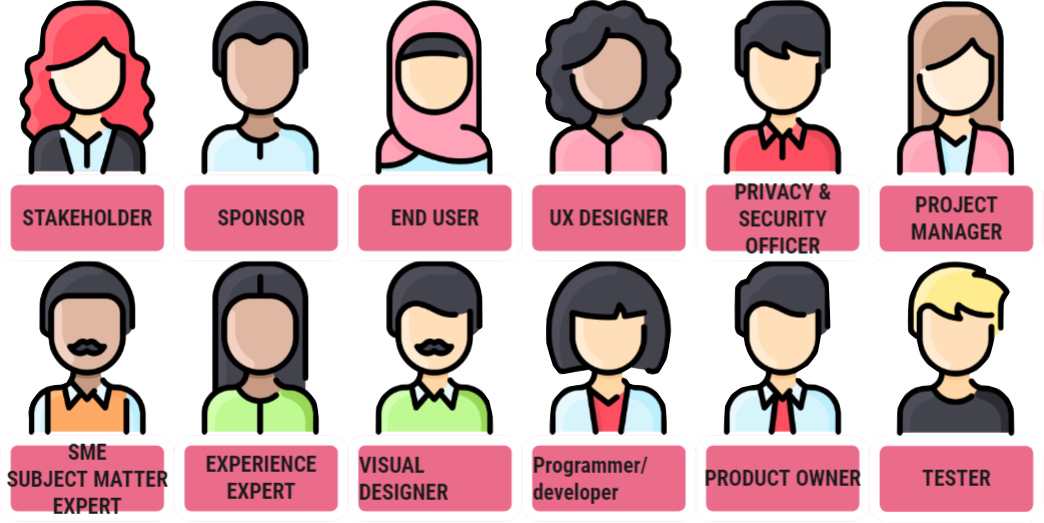 STAKEHOLDER
SPONSOR
END USER
UX DESIGNER
PRIVACY &
SECURITY
OFFICER
PROJECT
MANAGER
SME
SUBJECT MATTER
EXPERT
EXPERIENCE
EXPERT
VISUAL
DESIGNER
Programmer/
developer
PRODUCT OWNER
TESTER